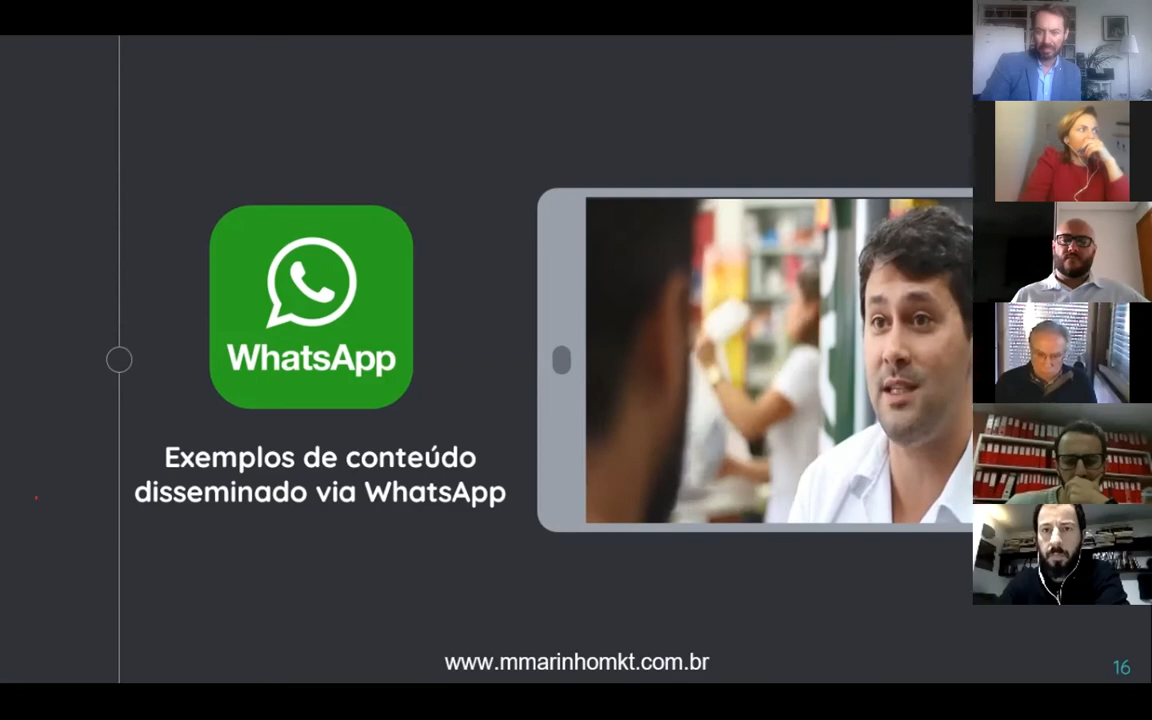 WhatsApp
Exemplos de conteúdo
disseminado via WhatsApp
www.mmarinhomkt.com.br
16